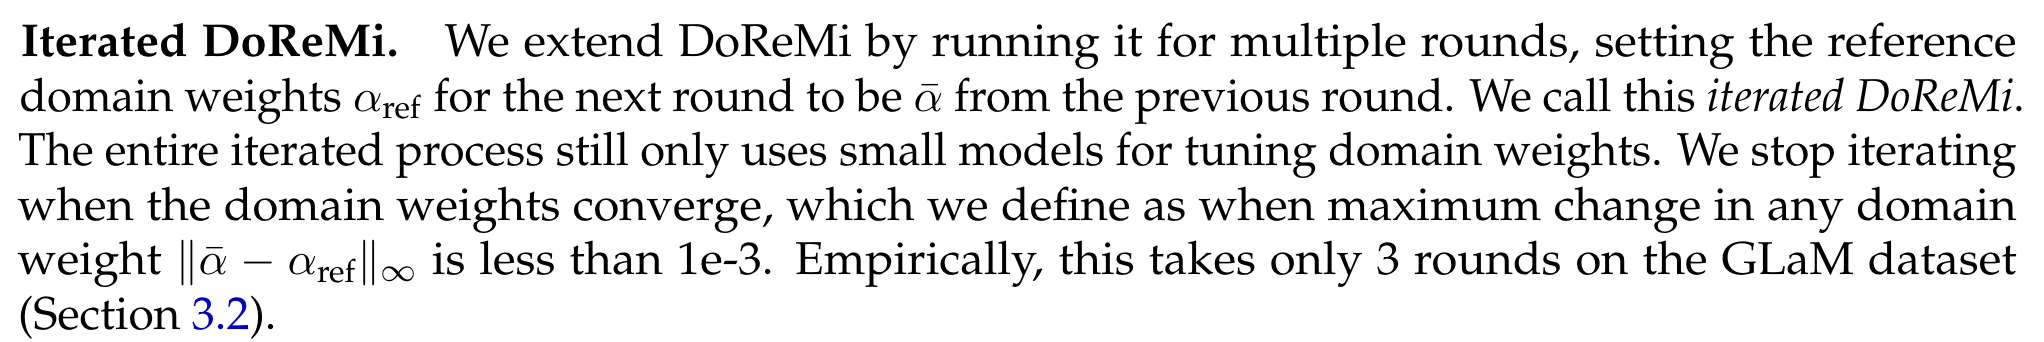 Iterated DoReMi. We extend DoReMi by running it for multiple rounds, setting the reference
domain weights α_ref for the next round to be ᾱ from the previous round. We call this iterated DoReMi.
The entire iterated process still only uses small models for tuning domain weights. We stop iterating
when the domain weights converge, which we define as when maximum change in any domain
weight ‖ᾱ − α_ref‖_∞ is less than 1e-3. Empirically, this takes only 3 rounds on the GLaM dataset
(Section 3.2).